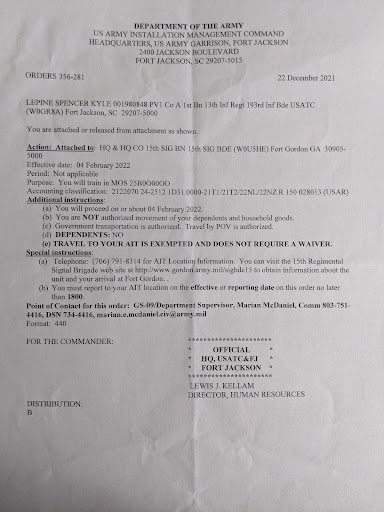 DEPARTMENT OF THE ARMY
US ARMY INSTALLATION MANAGEMENT COMMAND
HEADQUARTERS, US ARMY GARRISON, FORT JACKSON
2400 JACKSON BOULEVARD
FORT JACKSON, SC 29207-5015
ORDERS 356-281 22 December 2021
LEPINE SPENCER KYLE 001980848 PV1 Co A 1st Bn 13th Inf Regt 193rd Inf Bde USATC
(W0GR8A) Fort Jackson, SC 29207-5000
You are attached or released from attachment as shown.
Action: Attached to: HQ & HQ CO 15th SIG BN 15th SIG BDE (W0U5HE) Fort Gordon GA 30905-
5000
Effective date: 04 February 2022
Period: Not applicable
Purpose: You will train in MOS 25B0O00OO
Accounting classification: 2122070 24-2512 1D31.0000-21T1/21T2/22NL/22NZ R 150 028013 (USAR)
Additional instructions:
(a) You will proceed on or about 04 February 2022.
(b) You are NOT authorized movement of your dependents and household goods.
(c) Government transportation is authorized. Travel by POV is authorized.
(d) DEPENDENTS: NO
(e) TRAVEL TO YOUR AIT IS EXEMPTED AND DOES NOT REQUIRE A WAIVER.
Special instructions:
(a) Telephone: (706) 791-8314 for AIT Location Information. You can visit the 15th Regimental
Signal Brigade web site at http://www.gordon.army.mil/sigbde15 to obtain information about the
unit and your arrival at Fort Gordon.
(b) You must report to your AIT location on the effective or reporting date on this order no later
than 1800.
Point of Contact for this order: GS-09/Department Supervisor, Marian McDaniel, Comm 803-751-
4416, DSN 734-4416, marian.e.mcdaniel.civ@army.mil
Format: 440
FOR THE COMMANDER:
**********************
* OFFICIAL *
* HQ, USATC&FJ *
* FORT JACKSON *
**********************
LEWIS J. KELLAM
DIRECTOR, HUMAN RESOURCES
DISTRIBUTION:
B